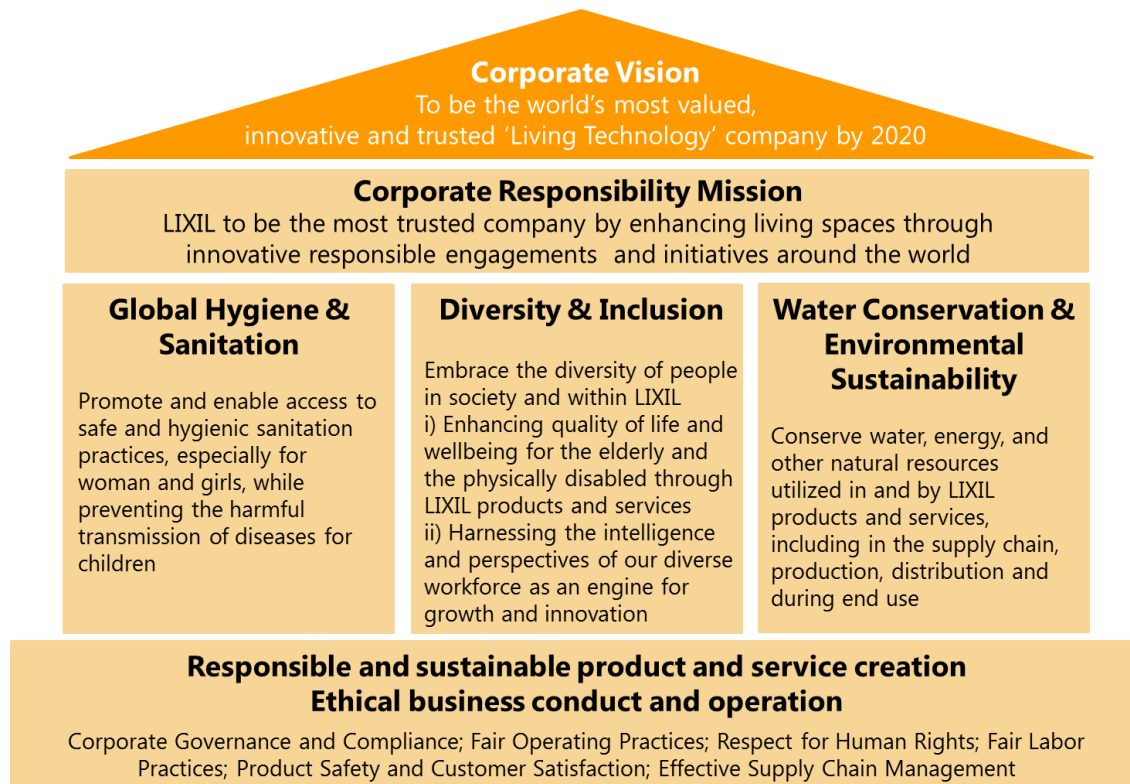 Corporate Vision
To be the world's most valued,
innovative and trusted 'Living Technology' company by 2020
Corporate Responsibility Mission
LIXIL to be the most trusted company by enhancing living spaces through
innovative responsible engagements and initiatives around the world
Global Hygiene &
Sanitation
Promote and enable access to
safe and hygienic sanitation
practices, especially for
woman and girls, while
preventing the harmful
transmission of diseases for
children
Diversity & Inclusion
Embrace the diversity of people
in society and within LIXIL
i) Enhancing quality of life and
wellbeing for the elderly and
the physically disabled through
LIXIL products and services
ii) Harnessing the intelligence
and perspectives of our diverse
workforce as an engine for
growth and innovation
Water Conservation &
Environmental
Sustainability
Conserve water, energy, and
other natural resources
utilized in and by LIXIL
products and services,
including in the supply chain,
production, distribution and
during end use
Responsible and sustainable product and service creation
Ethical business conduct and operation
Corporate Governance and Compliance; Fair Operating Practices; Respect for Human Rights; Fair Labor
Practices; Product Safety and Customer Satisfaction; Effective Supply Chain Management